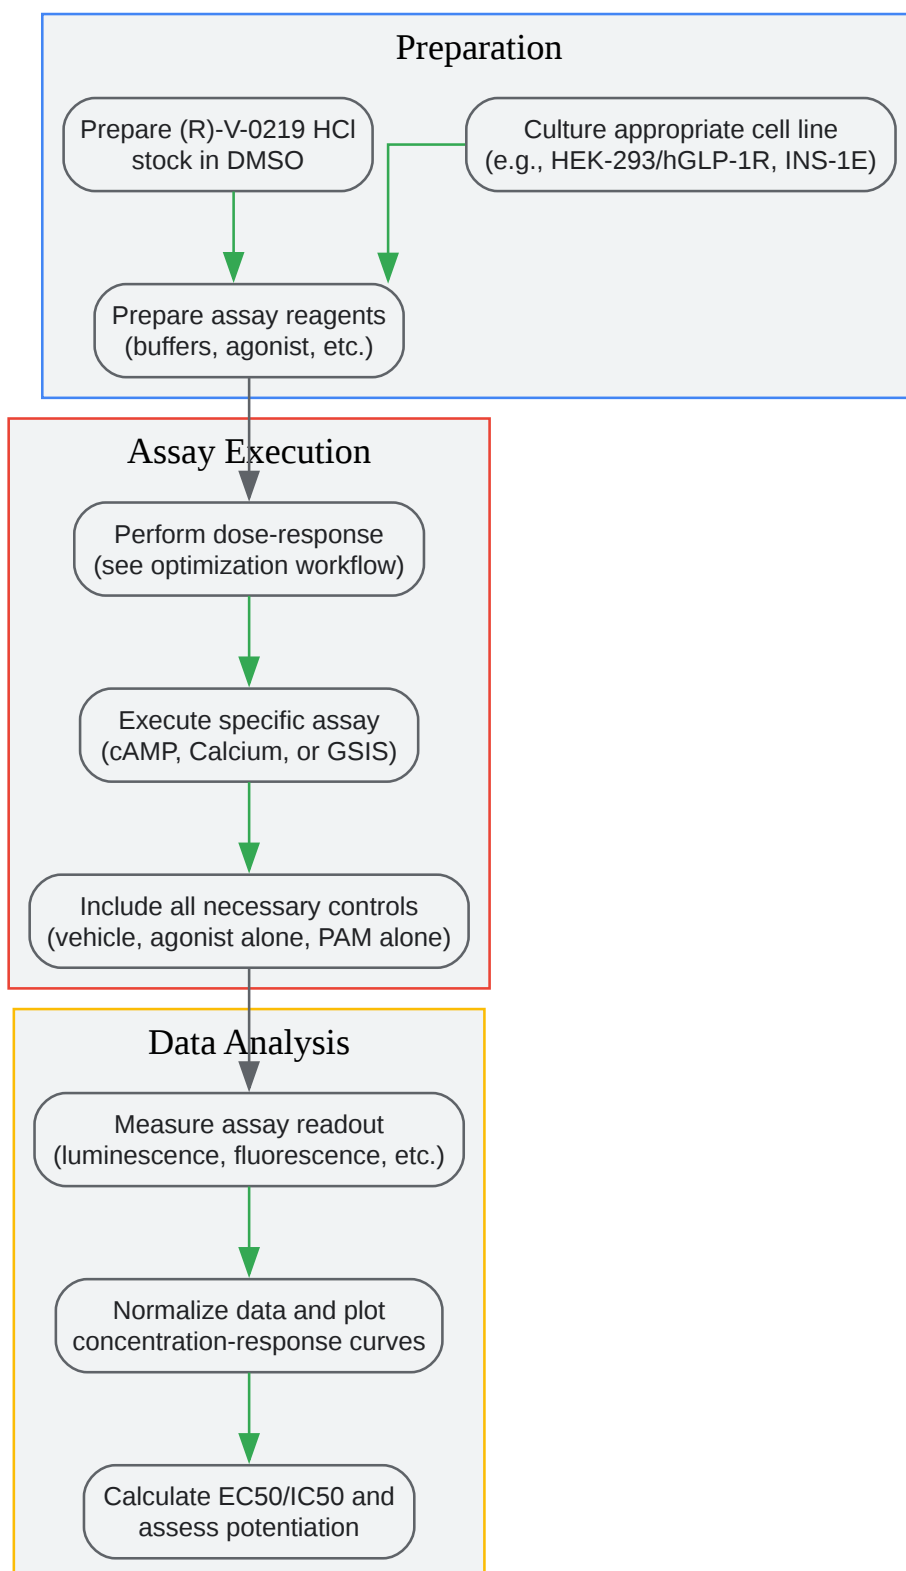 Preparation
Prepare (R)-V-0219 HCl
stock in DMSO
Culture appropriate cell line
(e.g., HEK-293/hGLP-1R, INS-1E)
Prepare assay reagents
(buffers, agonist, etc.)
Assay Execution
Perform dose-response
(see optimization workflow)
Execute specific assay
(cAMP, Calcium, or GSIS)
Include all necessary controls
(vehicle, agonist alone, PAM alone)
Data Analysis
Measure assay readout
(luminescence, fluorescence, etc.)
Normalize data and plot
concentration-response curves
Calculate EC50/IC50 and
assess potentiation